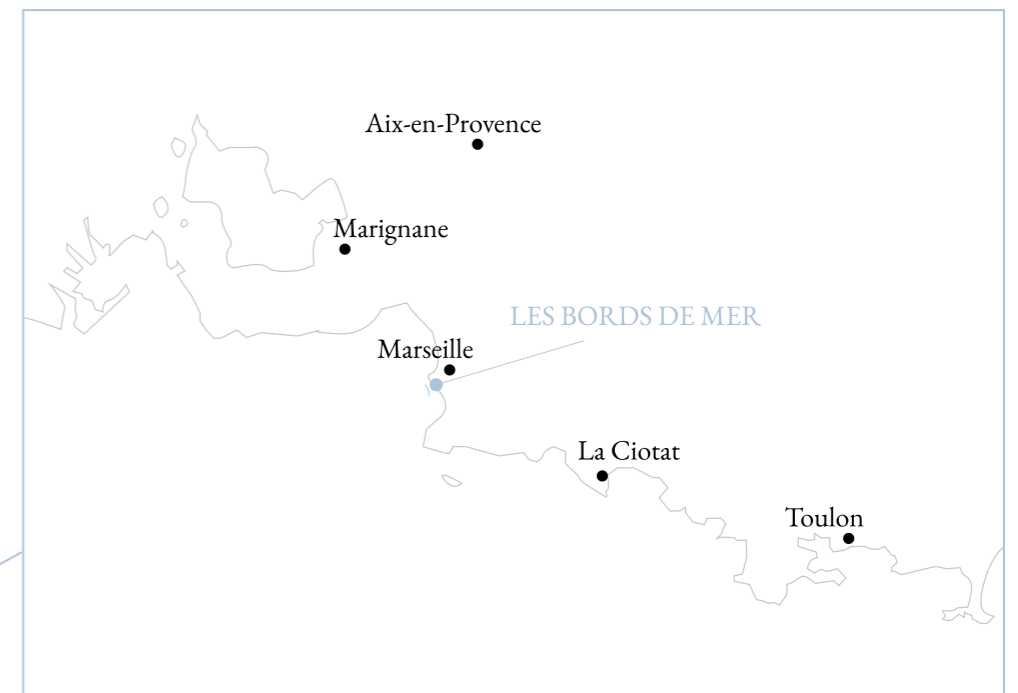 Aix-en-Provence
Marignane
LES BORDS DE MER
Marseille
La Ciotat
Toulon